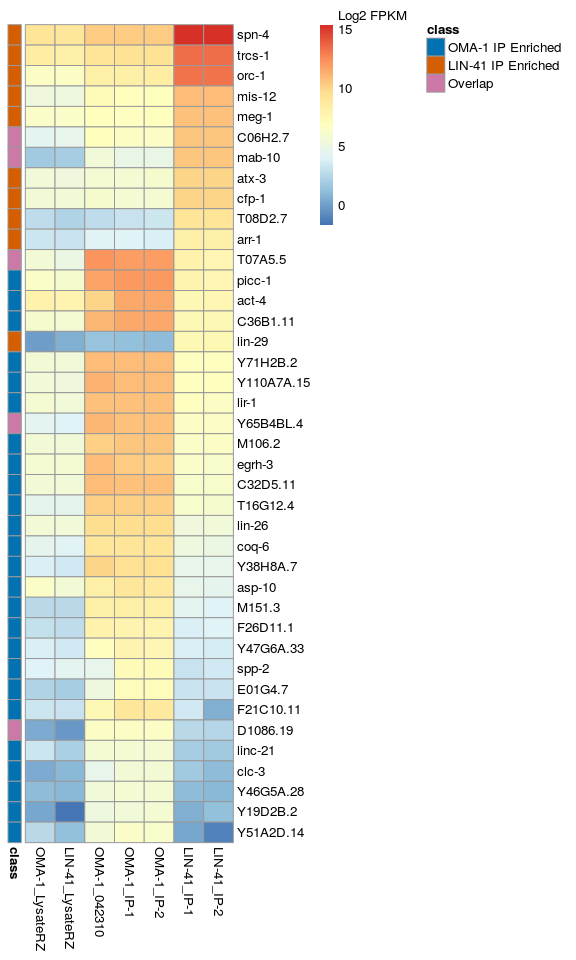 Log2 FPKM
15
10
5
0
class
OMA-1 IP Enriched
LIN-41 IP Enriched
Overlap
spn-4
trcs-1
orc-1
mis-12
meg-1
C06H2.7
mab-10
atx-3
cfp-1
T08D2.7
arr-1
T07A5.5
picc-1
act-4
C36B1.11
lin-29
Y71H2B.2
Y110A7A.15
lir-1
Y65B4BL.4
M106.2
egrh-3
C32D5.11
T16G12.4
lin-26
coq-6
Y38H8A.7
asp-10
M151.3
F26D11.1
Y47G6A.33
spp-2
E01G4.7
F21C10.11
D1086.19
linc-21
clc-3
Y46G5A.28
Y19D2B.2
Y51A2D.14
class
OMA-1_LysateRZ
LIN-41_LysateRZ
OMA-1_042310
OMA-1_IP-1
OMA-1_IP-2
LIN-41_IP-1
LIN-41_IP-2